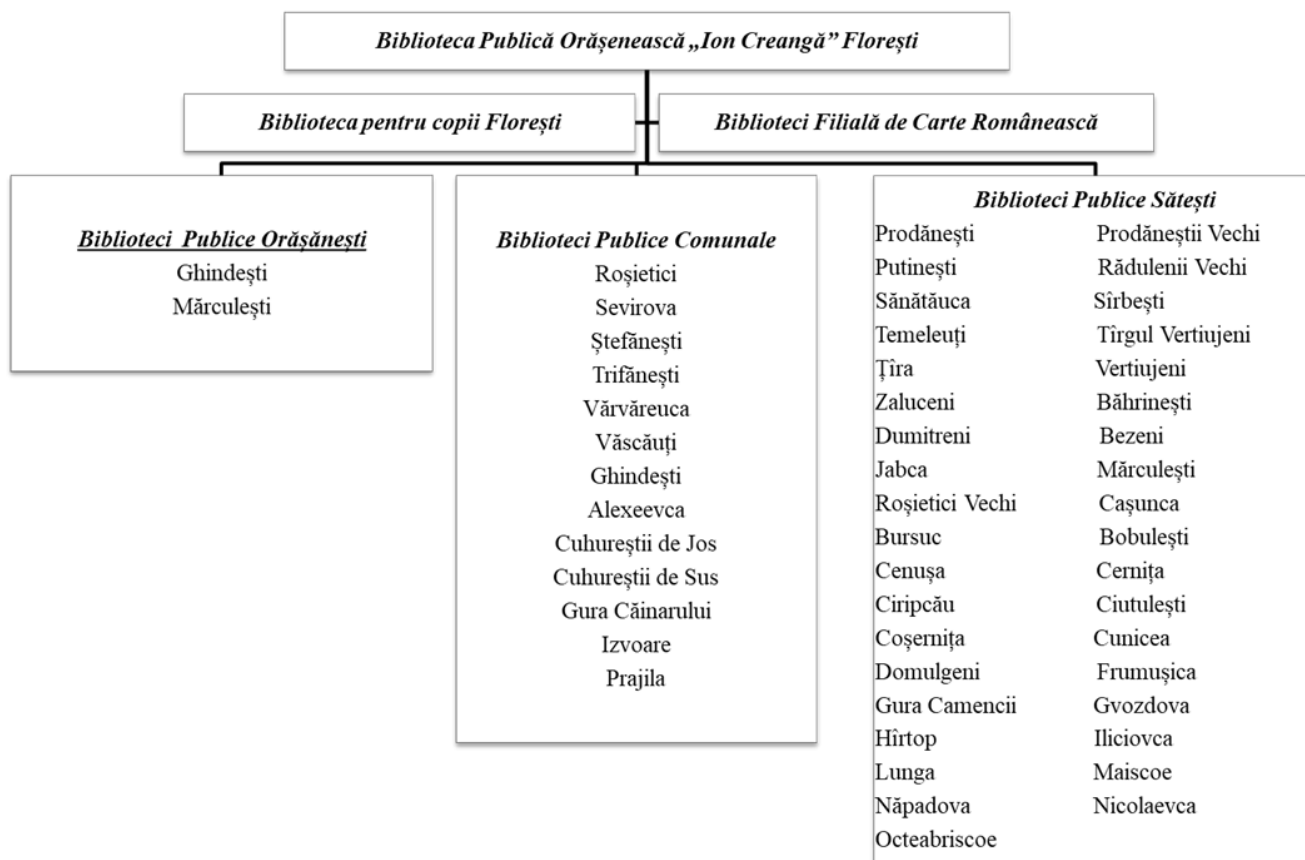 Biblioteca Publică Orășenească „Ion Creangă” Florești
Biblioteca pentru copii Florești
Biblioteci Filială de Carte Românească
Biblioteci Publice Orășănești
Ghindești
Mărculești
Biblioteci Publice Comunale
Roșietici
Sevirova
Ștefănești
Trifănești
Vărvăreuca
Văscăuți
Ghindești
Alexeevca
Cuhureștii de Jos
Cuhureștii de Sus
Gura Căinarului
Izvoare
Prajila
Biblioteci Publice Sătești
Prodănești Prodăneștii Vechi
Putinești Rădulenii Vechi
Sănătăuca Sîrbești
Temeleuți Tîrgul Vertiujeni
Țîra Vertiujeni
Zaluceni Băhrinești
Dumitreni Bezeni
Jabca Mărculești
Roșietici Vechi Cașunca
Bursuc Bobulești
Cenușa Cernița
Ciripcău Ciutulești
Coșernița Cunicea
Domulgeni Frumușica
Gura Camencii Gvozdova
Hîrtop Iliciovca
Lunga Maiscoe
Năpadova Nicolaevca
Octeabriscoe